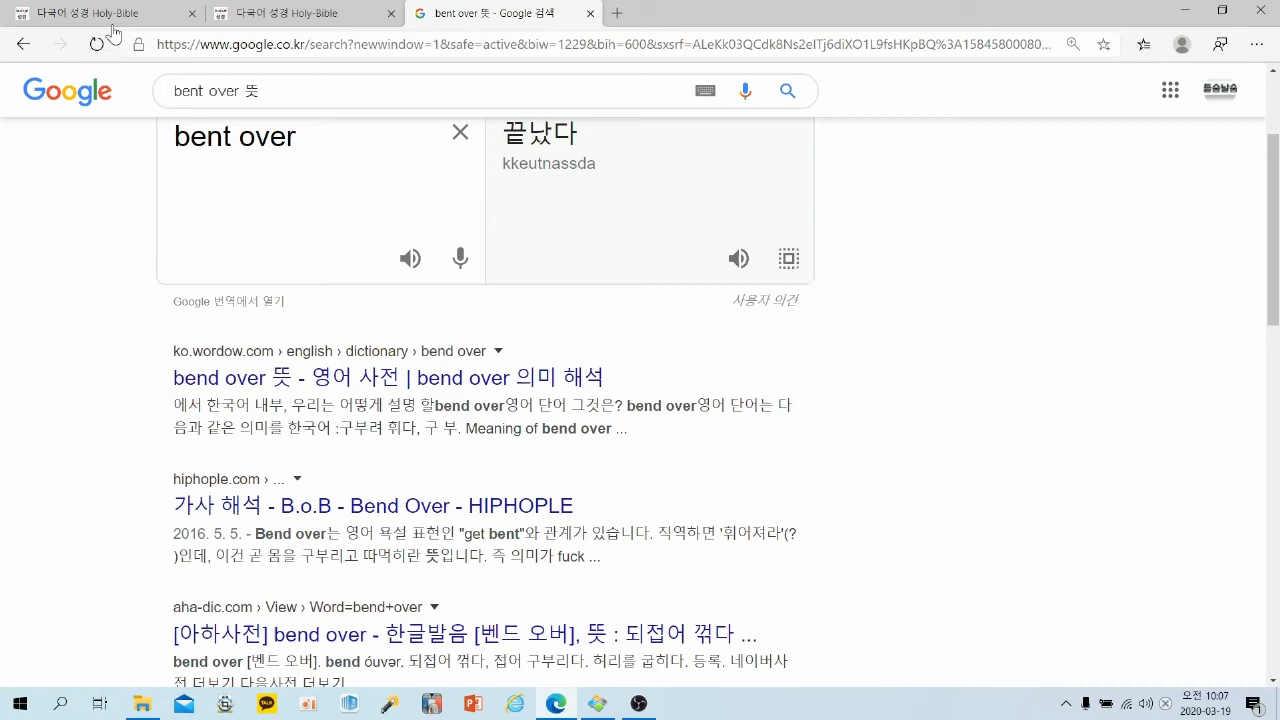 다국어 성경 Holy-Bible
다국어 성경 Holy-Bible
bent over 뜻 - Google 검색
https://www.google.co.kr/search?newwindow=1&safe=active&biw=1229&bih=600&sxsrf=ALeKk03QCdk8Ns2eITj6diXO1L9fsHKpBQ%3A15845800080...
Google
bent over 뜻
bent over
끝났다
kkeutnassda
Google 번역에서 열기
사용자 의견
ko.wordow.com › english › dictionary › bend over
bend over 뜻 - 영어 사전 | bend over 의미 해석
에서 한국어 내부, 우리는 어떻게 설명 할bend over영어 단어 그것은? bend over영어 단어는 다
음과 같은 의미를 한국어 :구부려 휘다, 구 부. Meaning of bend over ...
hiphople.com › ...
가사 해석 - B.o.B - Bend Over - HIPHOPLE
2016. 5. 5. - Bend over는 영어 욕설 표현인 "get bent"와 관계가 있습니다. 직역하면 '휘어져라'(?
)인데, 이건 곧 몸을 구부리고 따먹히란 뜻입니다. 즉 의미가 fuck ...
aha-dic.com › View › Word=bend+over
[아하사전] bend over - 한글발음 [벤드 오버], 뜻 : 되접어 꺾다 ...
bend over [벤드 오버]. bend óuvər. 되접어 꺾다, 접어 구부리다. 허리를 굽히다. 등록. 네이버사
전 더보기 다음사전 더보기
TALK
오전 10:07
2020-03-19